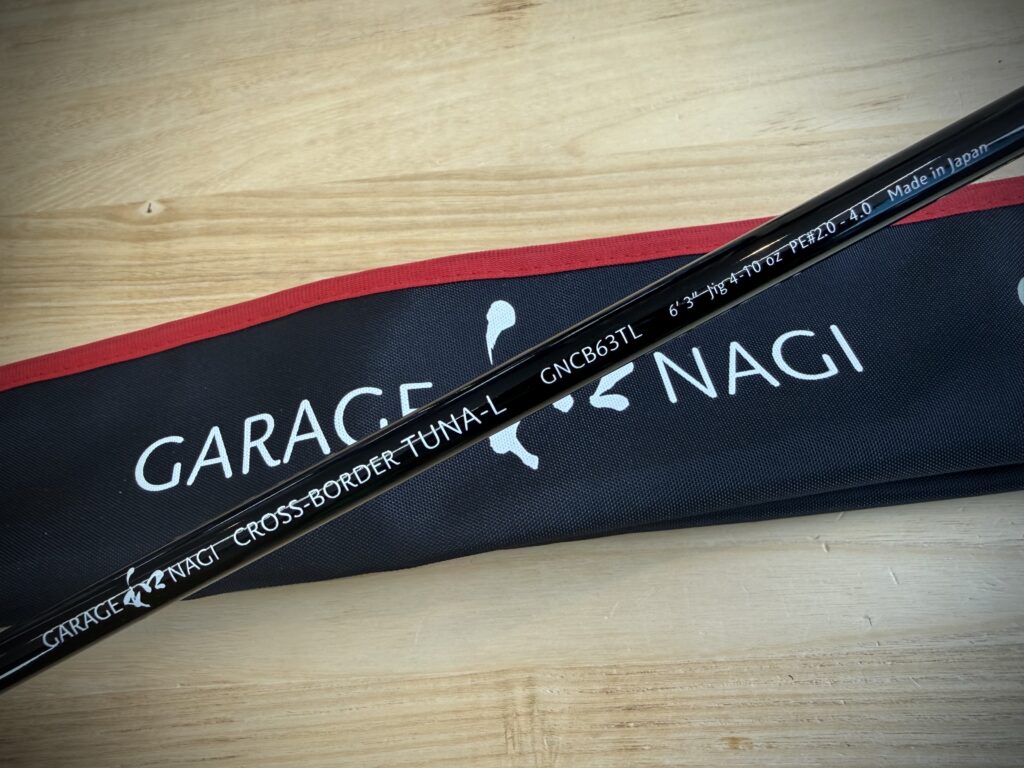 GARAGE NAGI
GARAGE NAGI CROSS-BORDER TUNA-L GNCB63TL 6'3" Jig 4-10 oz PE#2.0 - 4.0 Made in Japan